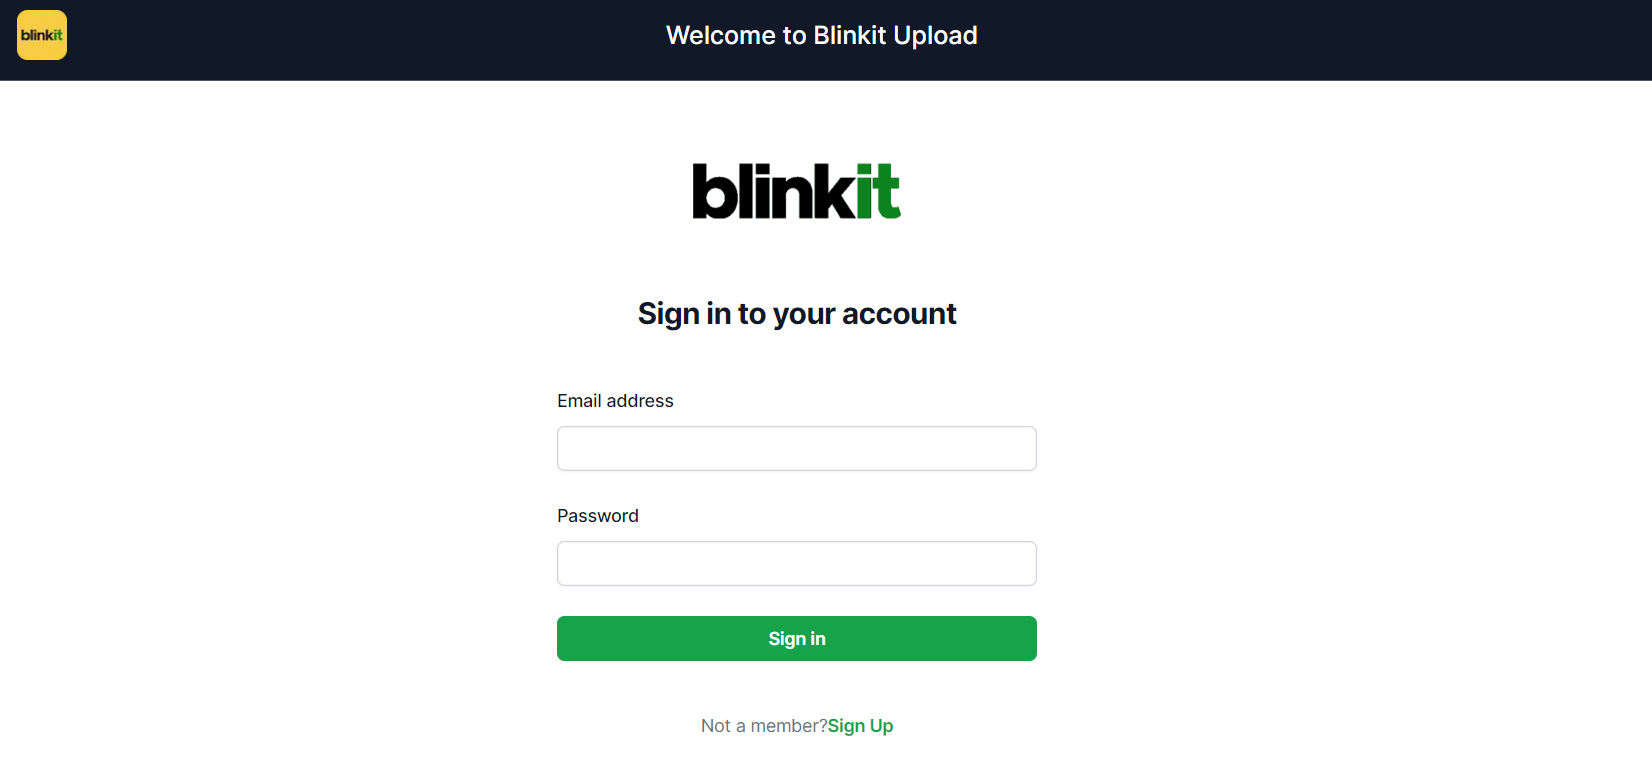 blinkit
Welcome to Blinkit Upload
blinkit
Sign in to your account
Email address
Password
Sign in
Not a member?Sign Up